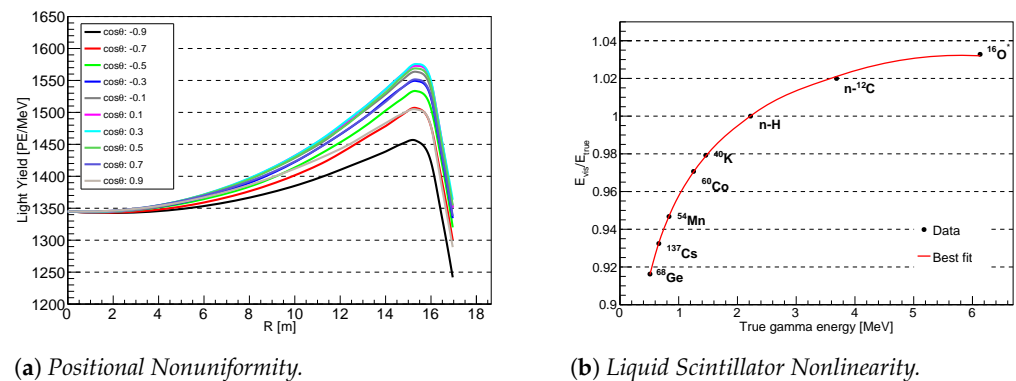 1650
1600
1550
1500
1450
1400
1350
1300
1250
1200
Light Yield [PE/MeV]
cosθ: -0.9
cosθ: -0.7
cosθ: -0.5
cosθ: -0.3
cosθ: -0.1
cosθ: 0.1
cosθ: 0.3
cosθ: 0.5
cosθ: 0.7
cosθ: 0.9
0 2 4 6 8 10 12 14 16 18
R [m]
(a) Positional Nonuniformity.
1.04
1.02
1
0.98
0.96
0.94
0.92
0.9
E_vis/E_true
¹⁶O*
n-¹²C
n-H
⁴⁰K
⁶⁰Co
⁵⁴Mn
¹³⁷Cs
⁶⁸Ge
Data
Best fit
0 1 2 3 4 5 6
True gamma energy [MeV]
(b) Liquid Scintillator Nonlinearity.